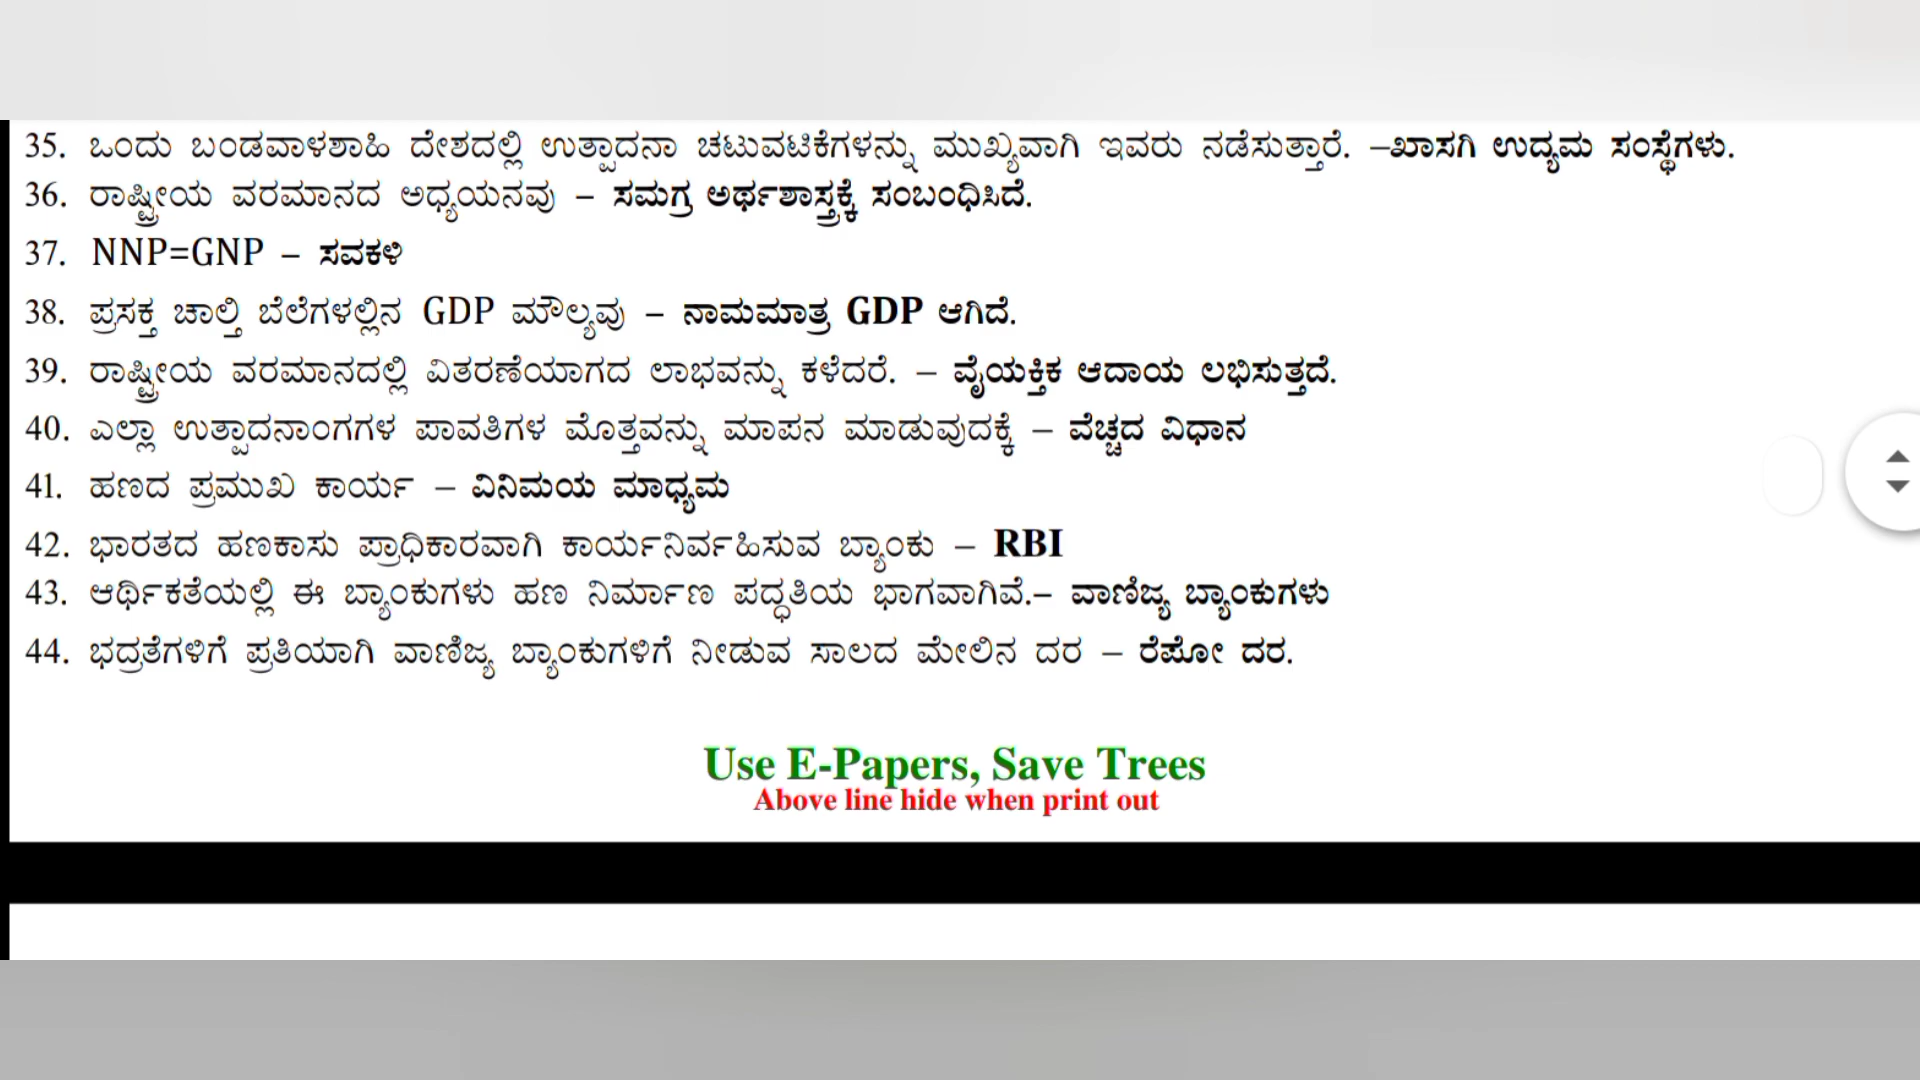 35. ಒಂದು ಬಂಡವಾಳಶಾಹಿ ದೇಶದಲ್ಲಿ ಉತ್ಪಾದನಾ ಚಟುವಟಿಕೆಗಳನ್ನು ಮುಖ್ಯವಾಗಿ ಇವರು ನಡೆಸುತ್ತಾರೆ. –ಖಾಸಗಿ ಉದ್ಯಮ ಸಂಸ್ಥೆಗಳು.
36. ರಾಷ್ಟ್ರೀಯ ವರಮಾನದ ಅಧ್ಯಯನವು – ಸಮಗ್ರ ಅರ್ಥಶಾಸ್ತ್ರಕ್ಕೆ ಸಂಬಂಧಿಸಿದೆ.
37. NNP=GNP – ಸವಕಳಿ
38. ಪ್ರಸಕ್ತ ಚಾಲ್ತಿ ಬೆಲೆಗಳಲ್ಲಿನ GDP ಮೌಲ್ಯವು – ನಾಮಮಾತ್ರ GDP ಆಗಿದೆ.
39. ರಾಷ್ಟ್ರೀಯ ವರಮಾನದಲ್ಲಿ ವಿತರಣೆಯಾಗದ ಲಾಭವನ್ನು ಕಳೆದರೆ. – ವೈಯಕ್ತಿಕ ಆದಾಯ ಲಭಿಸುತ್ತದೆ.
40. ಎಲ್ಲಾ ಉತ್ಪಾದನಾಂಗಗಳ ಪಾವತಿಗಳ ಮೊತ್ತವನ್ನು ಮಾಪನ ಮಾಡುವುದಕ್ಕೆ – ವೆಚ್ಚದ ವಿಧಾನ
41. ಹಣದ ಪ್ರಮುಖ ಕಾರ್ಯ – ವಿನಿಮಯ ಮಾಧ್ಯಮ
42. ಭಾರತದ ಹಣಕಾಸು ಪ್ರಾಧಿಕಾರವಾಗಿ ಕಾರ್ಯನಿರ್ವಹಿಸುವ ಬ್ಯಾಂಕು – RBI
43. ಆರ್ಥಿಕತೆಯಲ್ಲಿ ಈ ಬ್ಯಾಂಕುಗಳು ಹಣ ನಿರ್ಮಾಣ ಪದ್ಧತಿಯ ಭಾಗವಾಗಿವೆ.– ವಾಣಿಜ್ಯ ಬ್ಯಾಂಕುಗಳು
44. ಭದ್ರತೆಗಳಿಗೆ ಪ್ರತಿಯಾಗಿ ವಾಣಿಜ್ಯ ಬ್ಯಾಂಕುಗಳಿಗೆ ನೀಡುವ ಸಾಲದ ಮೇಲಿನ ದರ – ರೆಪೋ ದರ.
Use E-Papers, Save Trees
Above line hide when print out